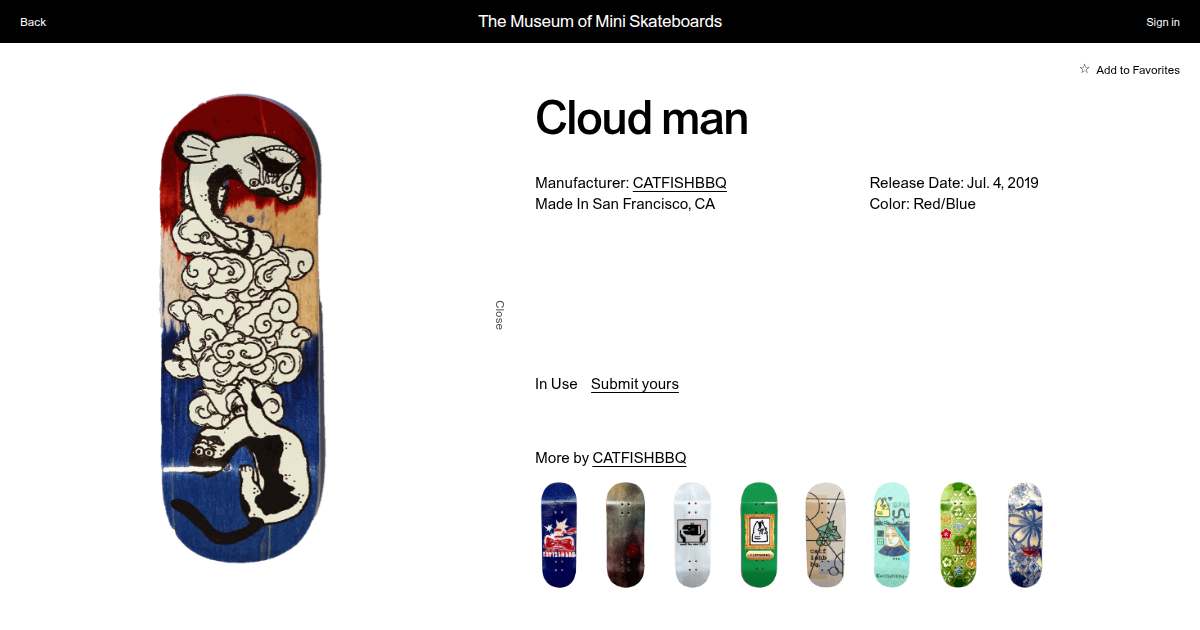 Back
The Museum of Mini Skateboards
Sign in
☆ Add to Favorites
Cloud man
Manufacturer: CATFISHBBQ
Made In San Francisco, CA
Release Date: Jul. 4, 2019
Color: Red/Blue
Close
In Use Submit yours
More by CATFISHBBQ